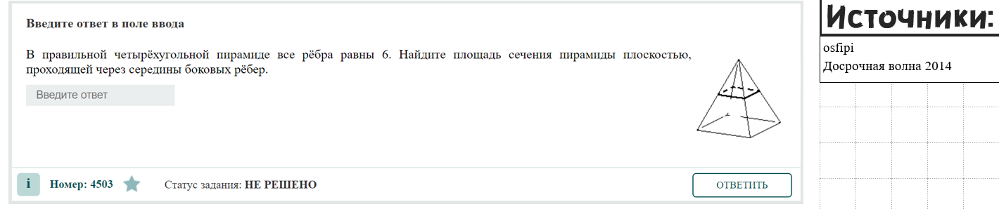 Введите ответ в поле ввода
В правильной четырёхугольной пирамиде все рёбра равны 6. Найдите площадь сечения пирамиды плоскостью,
проходящей через середины боковых рёбер.
Введите ответ
i
Номер: 4503
Статус задания: НЕ РЕШЕНО
ОТВЕТИТЬ
Источники:
osfipi
Досрочная волна 2014